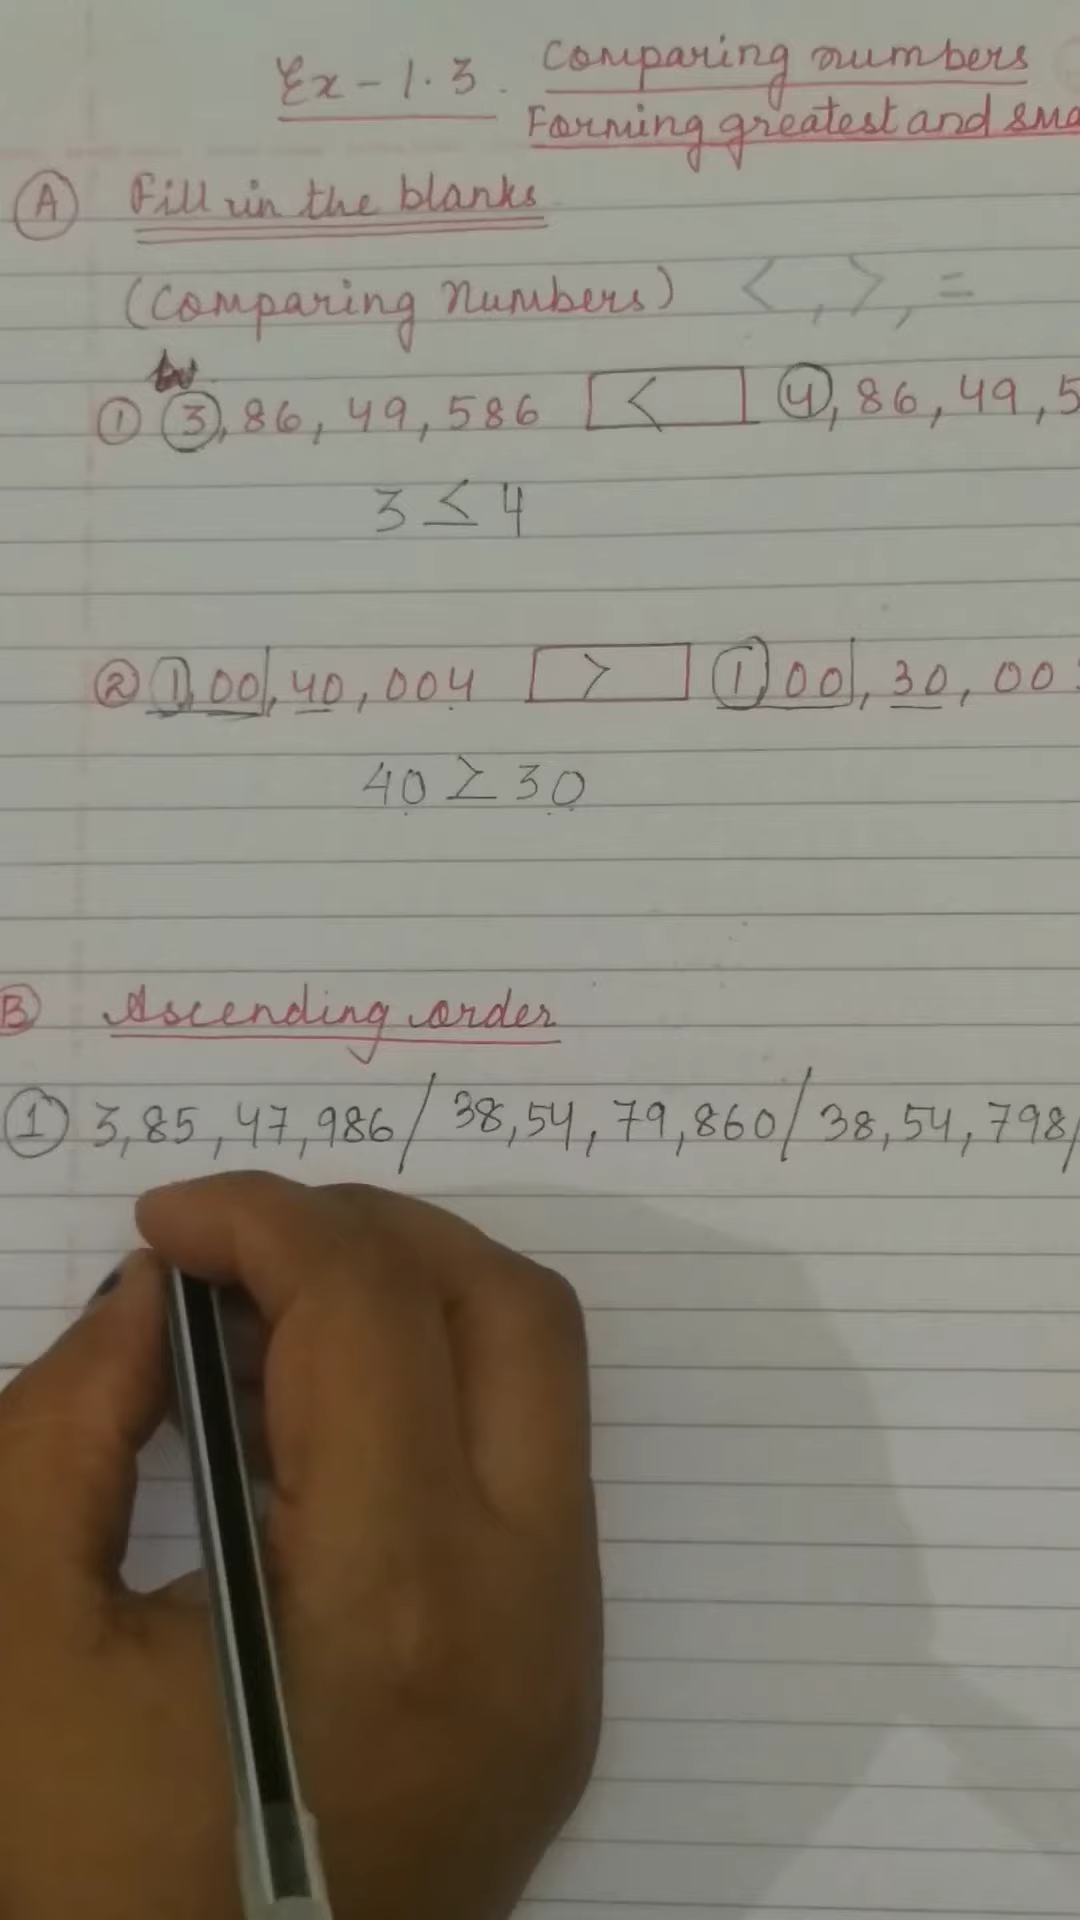 Ex-1.3. Comparing numbers
Forming greatest and sma
A Fill in the blanks
(Comparing Numbers) <, >, =
① 3,86,49,586 < 4,86,49,5
3 < 4
② 1,00,40,004 > 1,00,30,00
40 > 30
B Ascending order
① 3,85,47,986/38,54,79,860/38,54,798/